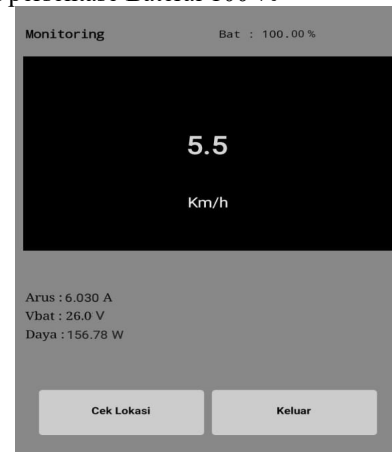 Monitoring Bat : 100.00 %
5.5
Km/h
Arus : 6.030 A
Vbat : 26.0 V
Daya : 156.78 W
Cek Lokasi Keluar